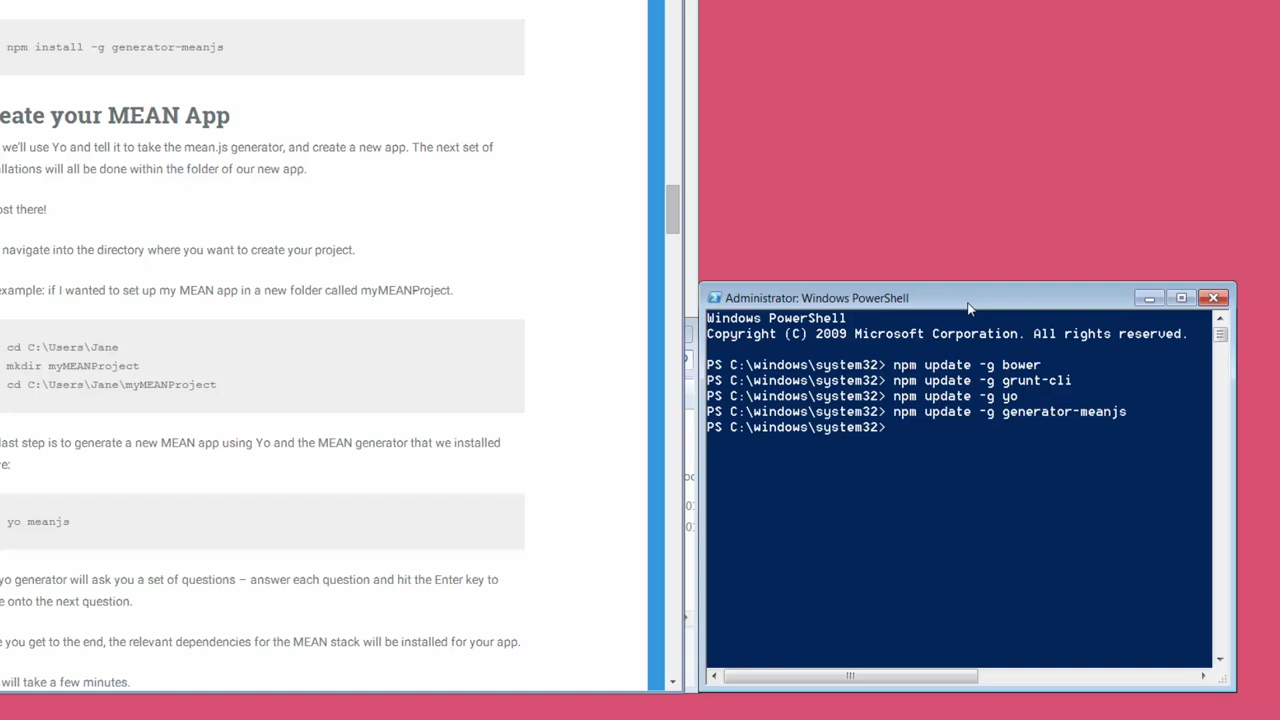 npm install -g generator-meanjs
eate your MEAN App
we'll use Yo and tell it to take the mean.js generator, and create a new app. The next set of
llations will all be done within the folder of our new app.
ost there!
navigate into the directory where you want to create your project.
example: if I wanted to set up my MEAN app in a new folder called myMEANProject.
cd C:\Users\Jane
mkdir myMEANProject
cd C:\Users\Jane\myMEANProject
last step is to generate a new MEAN app using Yo and the MEAN generator that we installed
e:
yo meanjs
yo generator will ask you a set of questions – answer each question and hit the Enter key to
e onto the next question.
e you get to the end, the relevant dependencies for the MEAN stack will be installed for your app.
will take a few minutes.
Administrator: Windows PowerShell
Windows PowerShell
Copyright (C) 2009 Microsoft Corporation. All rights reserved.
PS C:\windows\system32> npm update -g bower
PS C:\windows\system32> npm update -g grunt-cli
PS C:\windows\system32> npm update -g yo
PS C:\windows\system32> npm update -g generator-meanjs
PS C:\windows\system32>